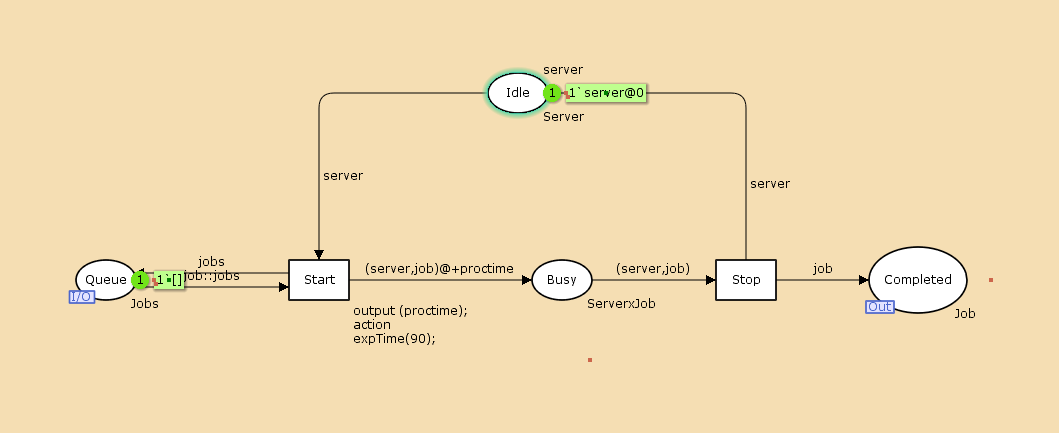 server
Idle
1
1`server@0
Server
server
server
jobs
job::jobs
Queue
1
1`[]
I/O
Jobs
Start
(server,job)@+proctime
output (proctime);
action
expTime(90);
Busy
ServerxJob
(server,job)
Stop
job
Completed
Out
Job